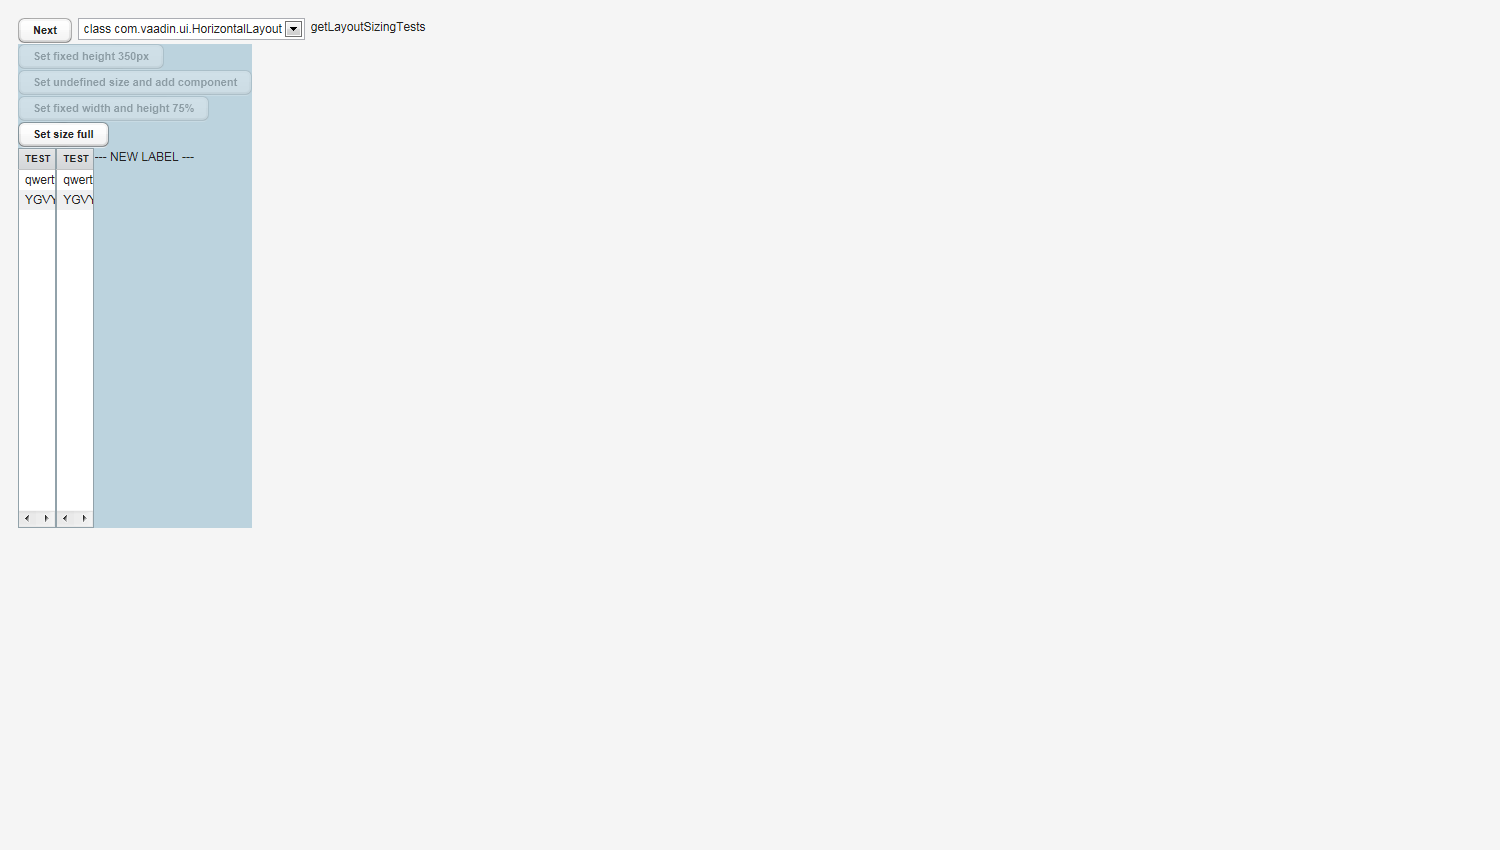 Next class com.vaadin.ui.HorizontalLayout getLayoutSizingTests
Set fixed height 350px
Set undefined size and add component
Set fixed width and height 75%
Set size full
TEST TEST --- NEW LABEL ---
qwert qwert
YGVY YGVY